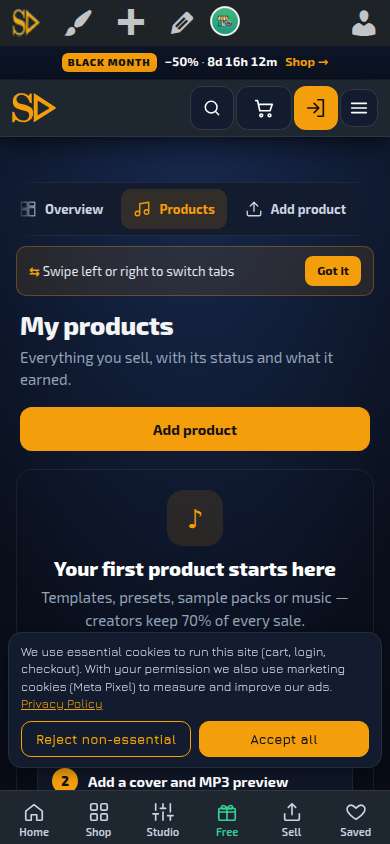 BLACK MONTH −50% · 8d 16h 12m Shop →
Overview Products Add product
⇆ Swipe left or right to switch tabs Got it
My products
Everything you sell, with its status and what it
earned.
Add product
Your first product starts here
Templates, presets, sample packs or music —
creators keep 70% of every sale.
We use essential cookies to run this site (cart, login,
checkout). With your permission we also use marketing
cookies (Meta Pixel) to measure and improve our ads.
Privacy Policy
Reject non-essential Accept all
2 Add a cover and MP3 preview
Home Shop Studio Free Sell Saved